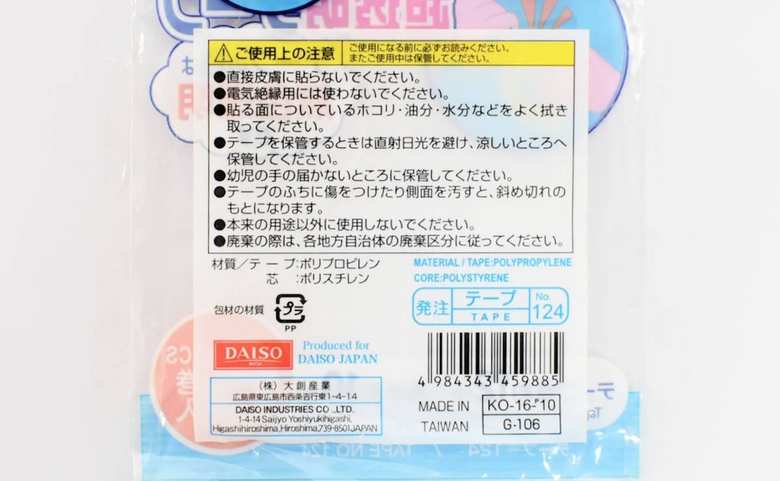 ⚠ご使用上の注意
ご使用になる前に必ずお読みください。
またご使用中は保管してください。
●直接皮膚に貼らないでください。
●電気絶縁用には使わないでください。
●貼る面についているホコリ・油分・水分などをよく拭き
取ってください。
●テープを保管するときは直射日光を避け、涼しいところへ
保管してください。
●幼児の手の届かないところに保管してください。
●テープのふちに傷をつけたり側面を汚すと、斜め切れの
もとになります。
●本来の用途以外に使用しないでください。
●廃棄の際は、各地方自治体の廃棄区分に従ってください。
材質/テープ:ポリプロピレン
芯 :ポリスチレン
MATERIAL / TAPE:POLYPROPYLENE
CORE:POLYSTYRENE
包材の材質
プラ
PP
発注
テープ
TAPE
No.
124
DAISO
Produced for
DAISO JAPAN
(株)大創産業
広島県東広島市西条吉行東1-4-14
DAISO INDUSTRIES CO.,LTD.
1-4-14 Saijyo Yoshiyukihigashi,
Higashihiroshima,Hiroshima,739-8501JAPAN
4 984343 459885
MADE IN
TAIWAN
KO-16-P10
G-106